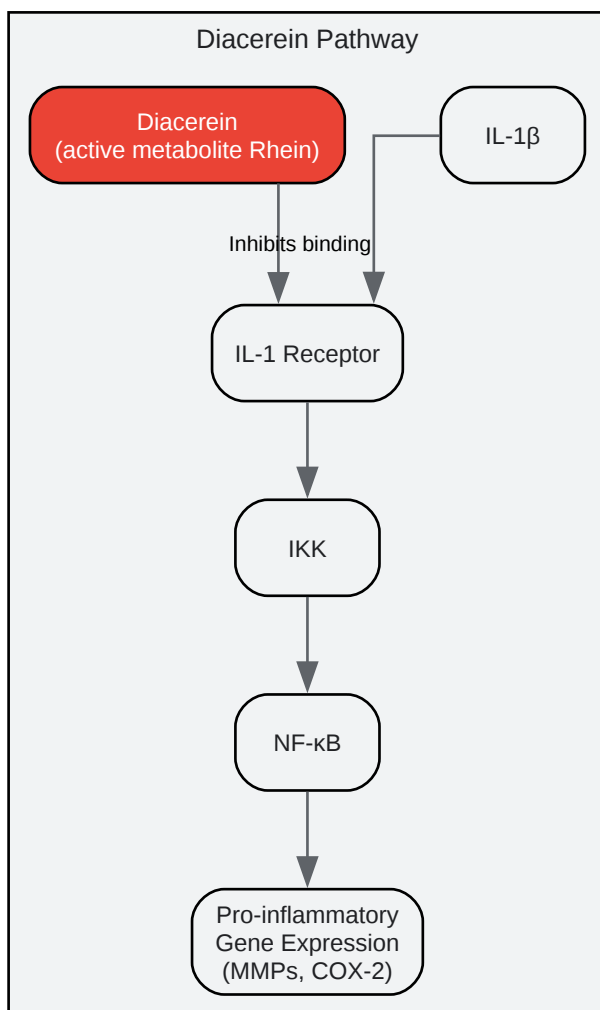 Diacerein Pathway
Diacerein
(active metabolite Rhein)
IL-1β
Inhibits binding
IL-1 Receptor
IKK
NF-κB
Pro-inflammatory
Gene Expression
(MMPs, COX-2)